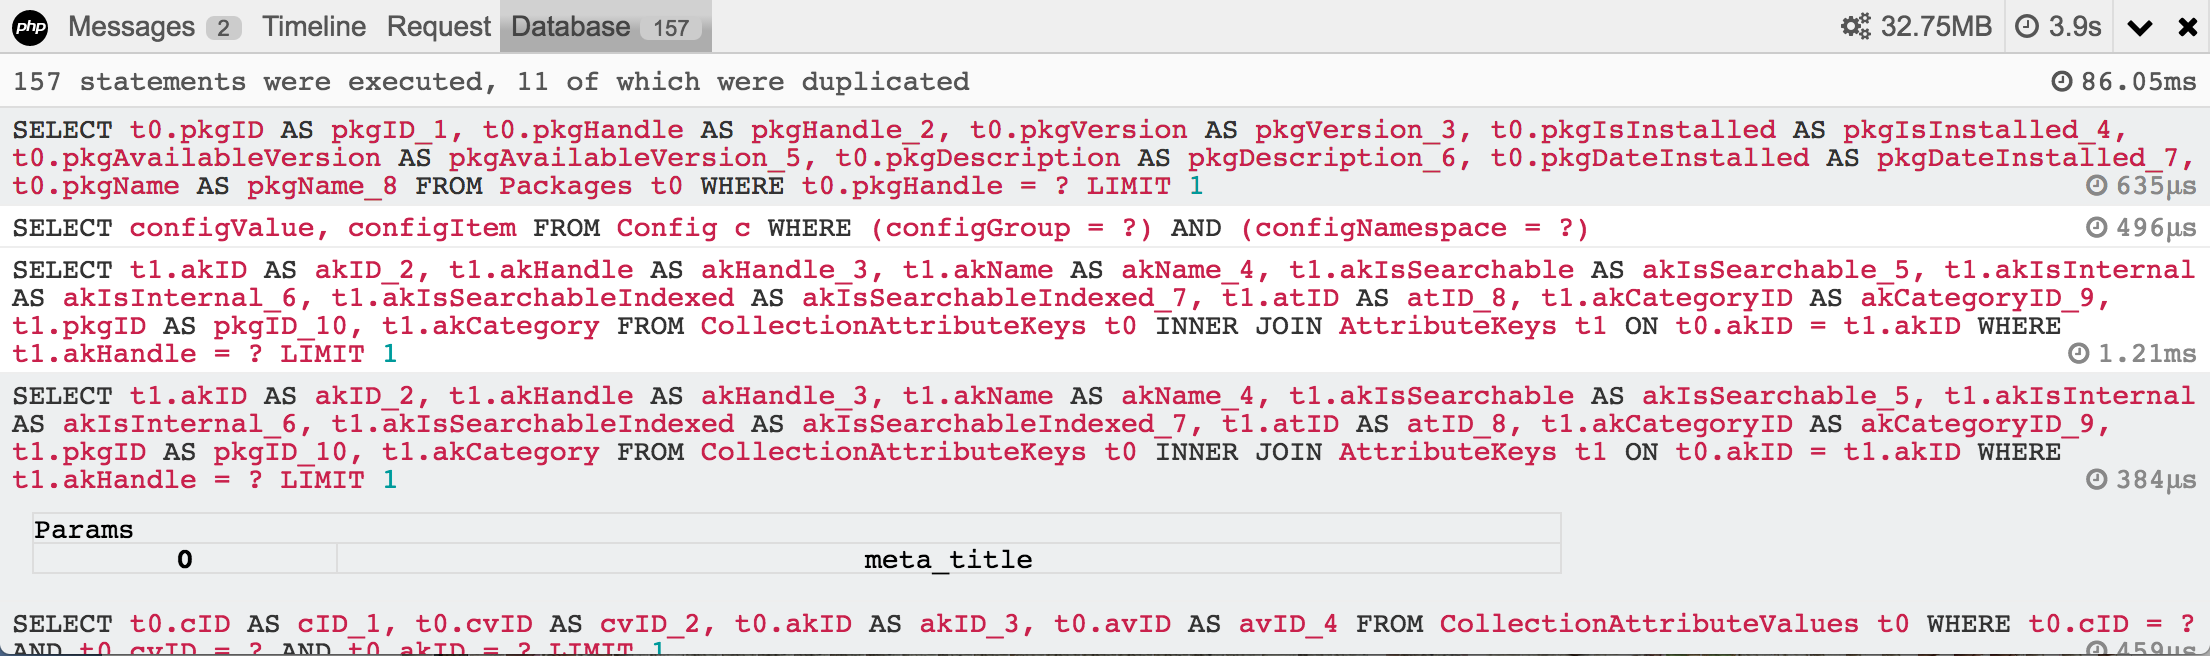 php Messages 2 Timeline Request Database 157 32.75MB 3.9s
157 statements were executed, 11 of which were duplicated 86.05ms
SELECT t0.pkgID AS pkgID_1, t0.pkgHandle AS pkgHandle_2, t0.pkgVersion AS pkgVersion_3, t0.pkgIsInstalled AS pkgIsInstalled_4,
t0.pkgAvailableVersion AS pkgAvailableVersion_5, t0.pkgDescription AS pkgDescription_6, t0.pkgDateInstalled AS pkgDateInstalled_7,
t0.pkgName AS pkgName_8 FROM Packages t0 WHERE t0.pkgHandle = ? LIMIT 1 635µs
SELECT configValue, configItem FROM Config c WHERE (configGroup = ?) AND (configNamespace = ?) 496µs
SELECT t1.akID AS akID_2, t1.akHandle AS akHandle_3, t1.akName AS akName_4, t1.akIsSearchable AS akIsSearchable_5, t1.akIsInternal
AS akIsInternal_6, t1.akIsSearchableIndexed AS akIsSearchableIndexed_7, t1.atID AS atID_8, t1.akCategoryID AS akCategoryID_9,
t1.pkgID AS pkgID_10, t1.akCategory FROM CollectionAttributeKeys t0 INNER JOIN AttributeKeys t1 ON t0.akID = t1.akID WHERE
t1.akHandle = ? LIMIT 1 1.21ms
SELECT t1.akID AS akID_2, t1.akHandle AS akHandle_3, t1.akName AS akName_4, t1.akIsSearchable AS akIsSearchable_5, t1.akIsInternal
AS akIsInternal_6, t1.akIsSearchableIndexed AS akIsSearchableIndexed_7, t1.atID AS atID_8, t1.akCategoryID AS akCategoryID_9,
t1.pkgID AS pkgID_10, t1.akCategory FROM CollectionAttributeKeys t0 INNER JOIN AttributeKeys t1 ON t0.akID = t1.akID WHERE
t1.akHandle = ? LIMIT 1 384µs
Params
0 meta_title
SELECT t0.cID AS cID_1, t0.cvID AS cvID_2, t0.akID AS akID_3, t0.avID AS avID_4 FROM CollectionAttributeValues t0 WHERE t0.cID = ?
AND t0.cvID = ? AND t0.akID = ? LIMIT 1 459µs